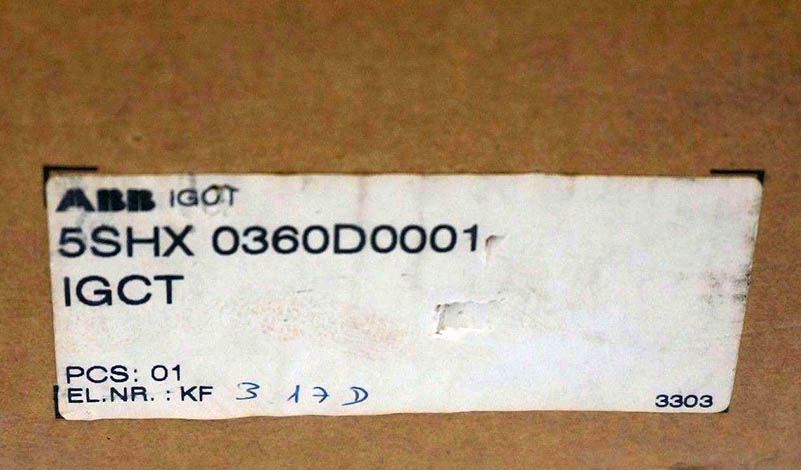 ABB IGCT
5SHX 0360D0001
IGCT
PCS: 01
EL.NR. : KF 3 17 D
3303